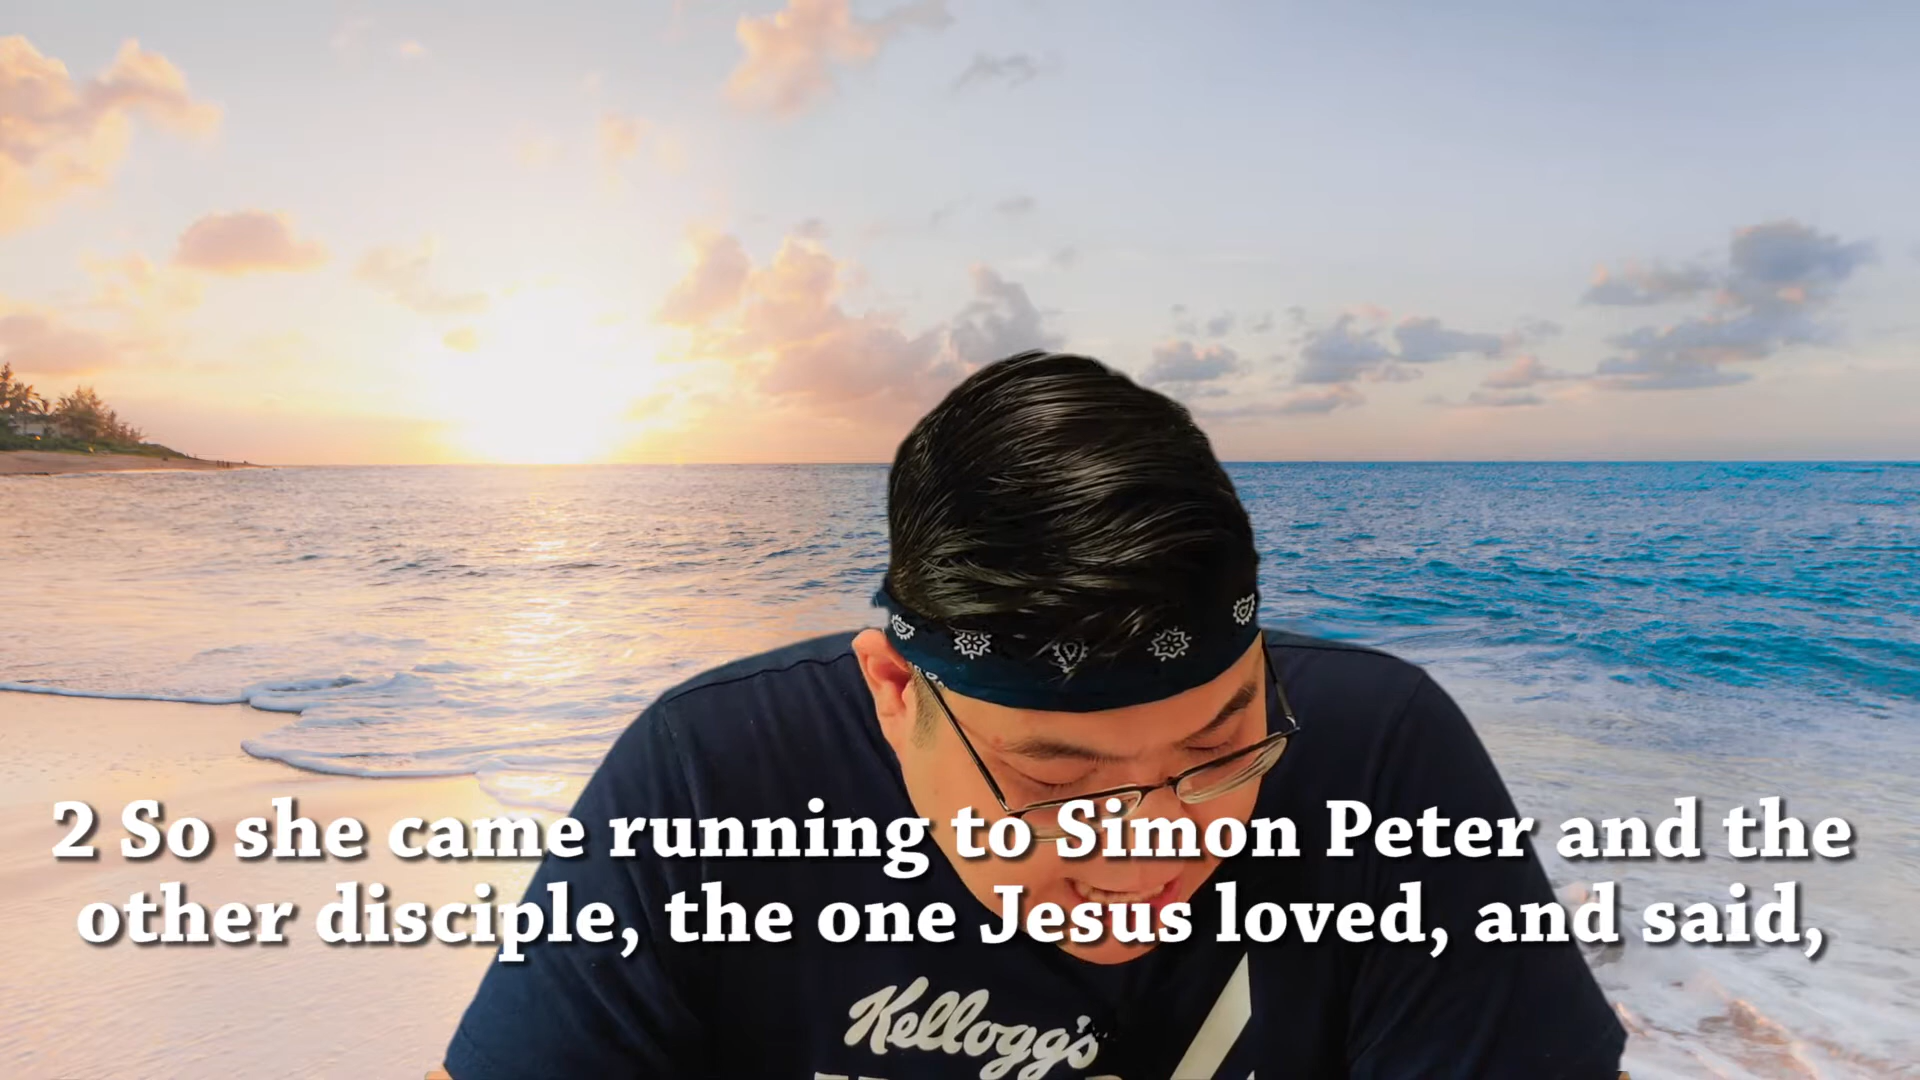 2 So she came running to Simon Peter and the
other disciple, the one Jesus loved, and said,
Kellogg's